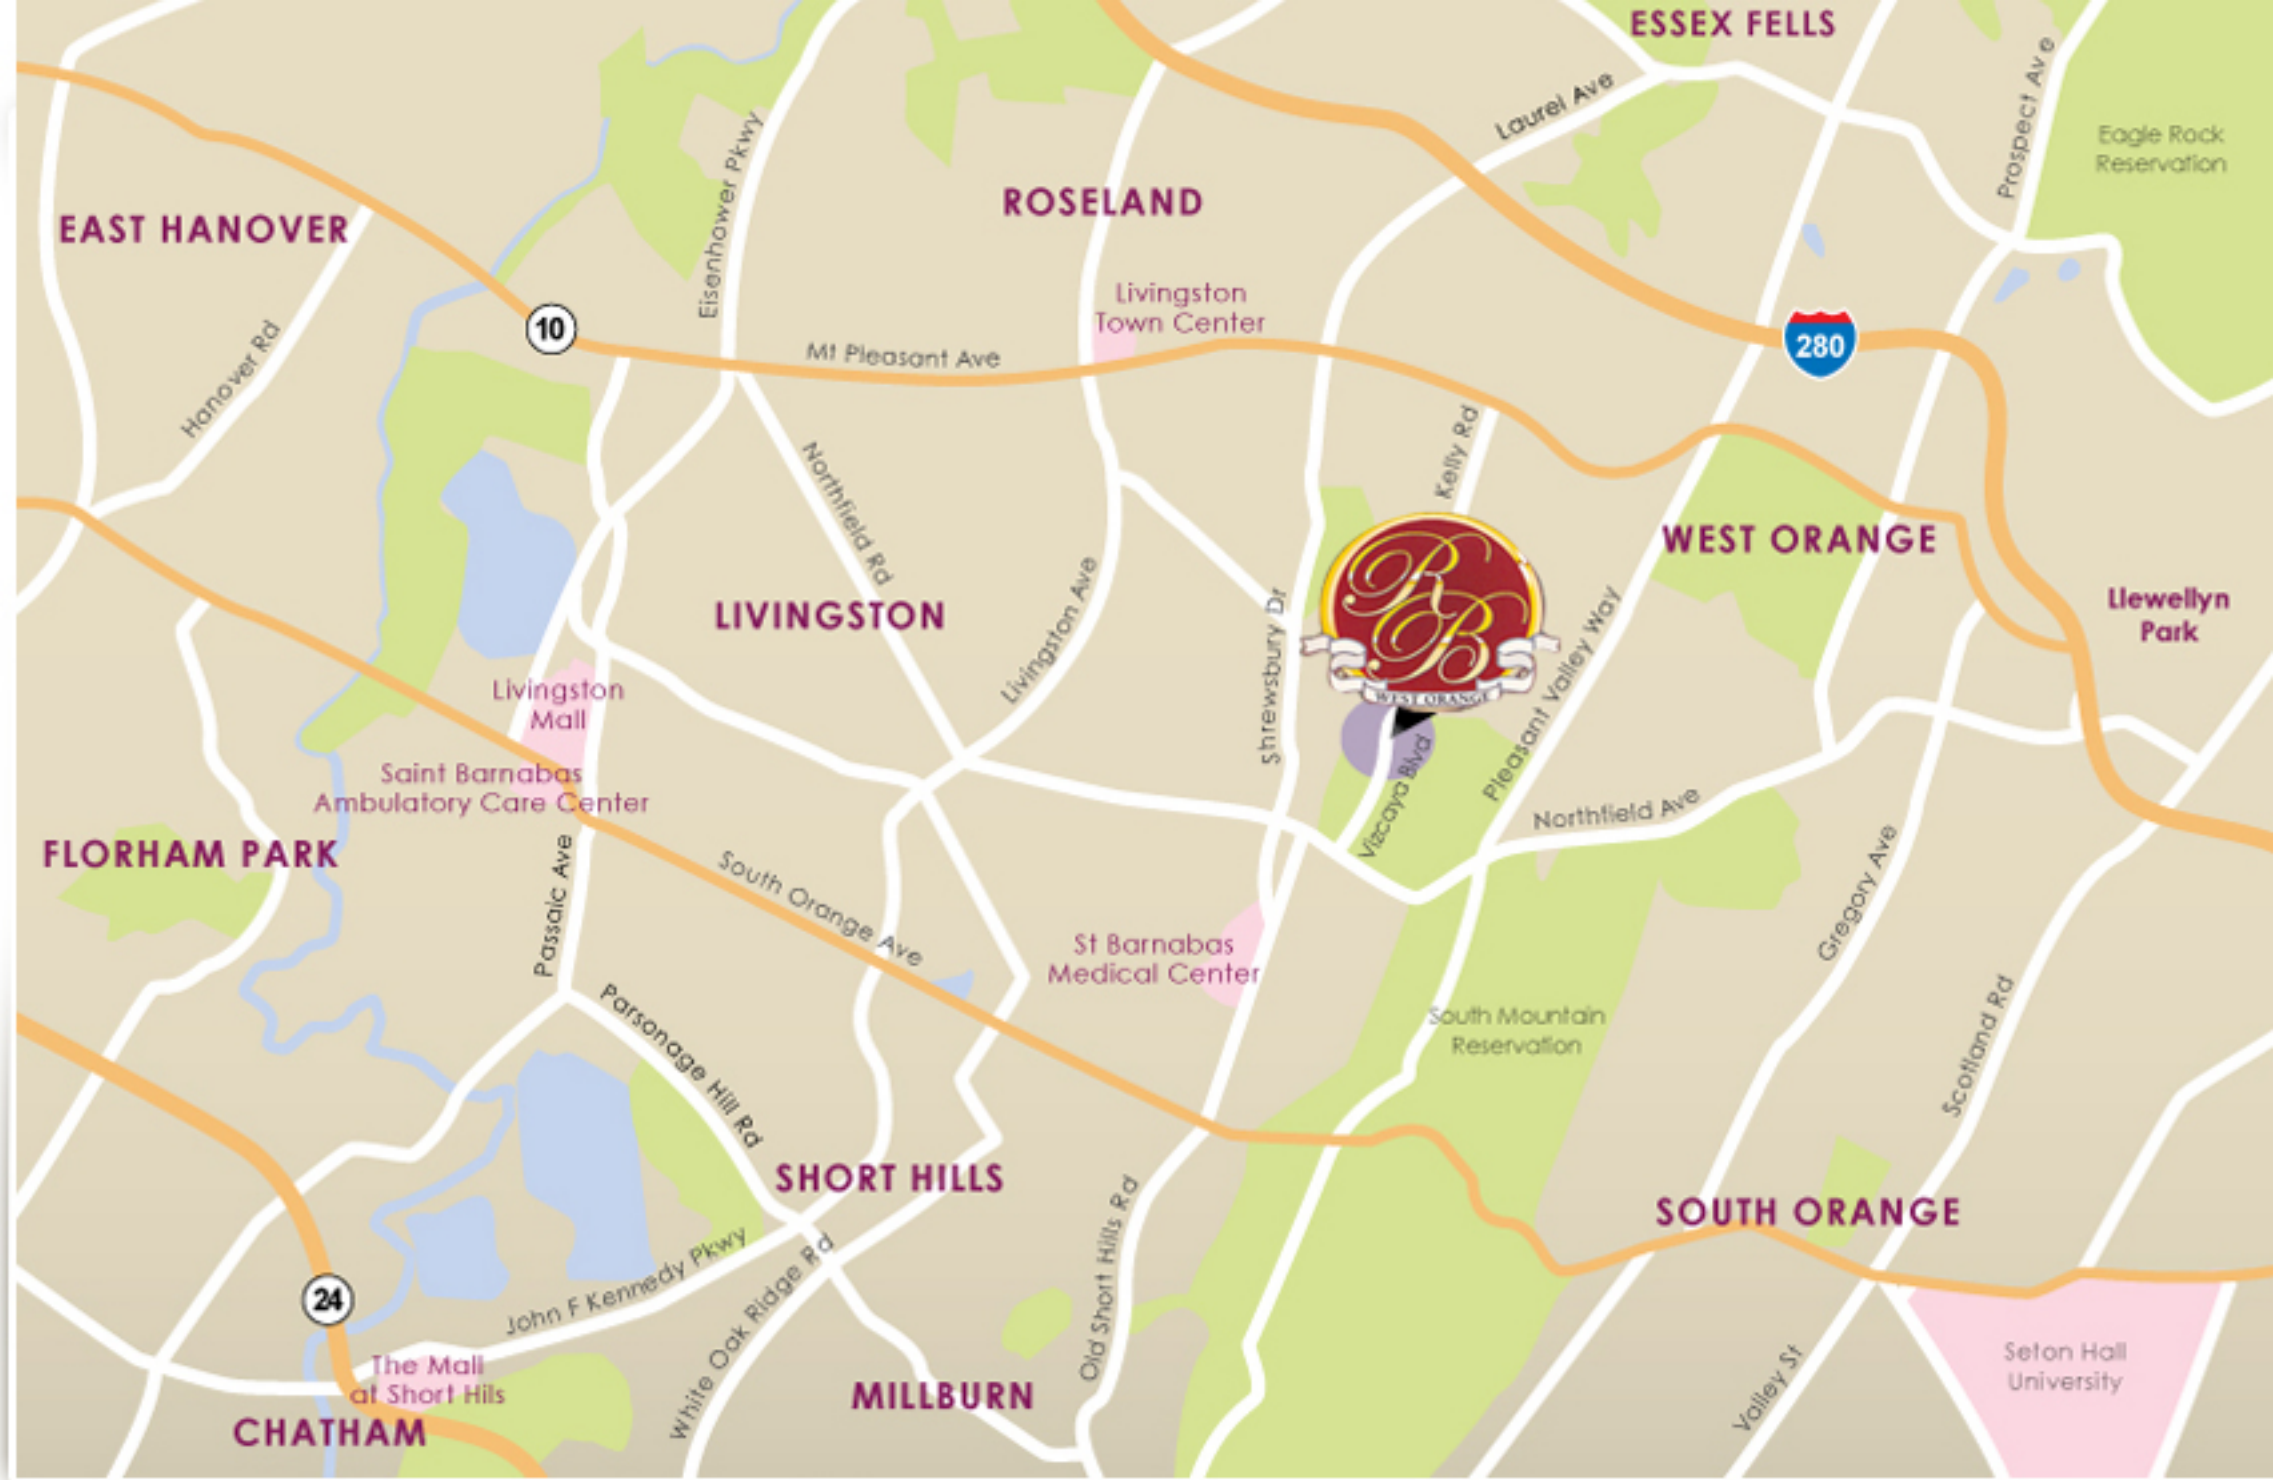 ESSEX FELLS
Laurel Ave
Prospect Ave
Eagle Rock
Reservation
Eisenhower Pkwy
ROSELAND
EAST HANOVER
Livingston
Town Center
10
280
Mt Pleasant Ave
Hanover Rd
Kelly Rd
Northfield Rd
WEST ORANGE
Llewellyn
Park
LIVINGSTON
Livingston Ave
Shrewsbury Dr
R
B
WEST ORANGE
Pleasant Valley Way
Livingston
Mall
Saint Barnabas
Ambulatory Care Center
Vizcaya Blvd
Northfield Ave
FLORHAM PARK
Passaic Ave
South Orange Ave
Gregory Ave
St Barnabas
Medical Center
South Mountain
Reservation
Parsonage Hill Rd
Scotland Rd
SHORT HILLS
Old Short Hills Rd
SOUTH ORANGE
24
John F Kennedy Pkwy
White Oak Ridge Rd
The Mall
at Short Hils
MILLBURN
Valley St
Seton Hall
University
CHATHAM